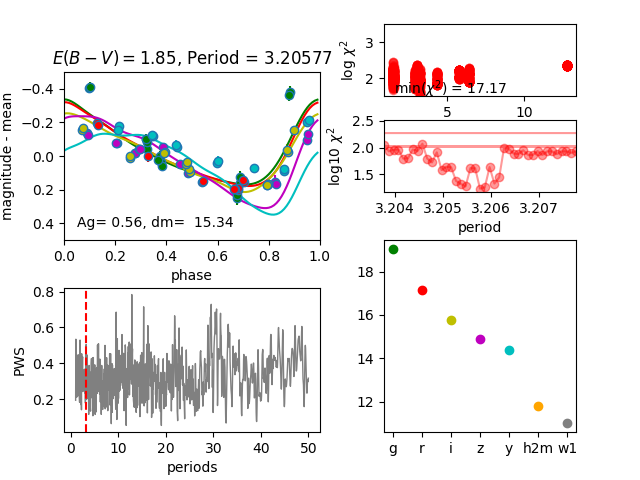 E(B − V) = 1.85, Period = 3.20577
magnitude - mean
−0.4
−0.2
0.0
0.2
0.4
Ag= 0.56, dm= 15.34
0.0 0.2 0.4 0.6 0.8 1.0
phase
log χ²
3
2
min(χ²) = 17.17
5 10
log10 χ²
2.5
2.0
1.5
3.204 3.205 3.206 3.207
period
PWS
0.8
0.6
0.4
0.2
0 10 20 30 40 50
periods
18
16
14
12
g r i z y h2m w1